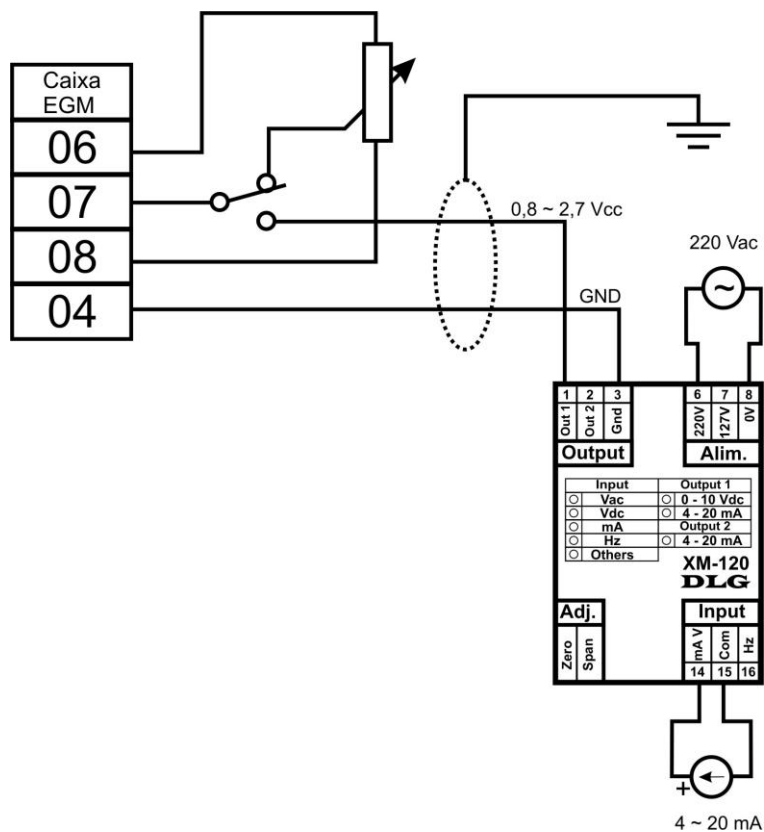 Caixa
EGM
06
07
08
04
0,8 ~ 2,7 Vcc
GND
220 Vac
~
1 2 3
Out 1 Out 2 Gnd
Output
6 7 8
220V 127V 0V
Alim.
Input Output 1
Vac 0 - 10 Vdc
Vdc 4 - 20 mA
mA Output 2
Hz 4 - 20 mA
Others
XM-120
DLG
Adj.
Zero Span
Input
mA V Com Hz
14 15 16
+
4 ~ 20 mA